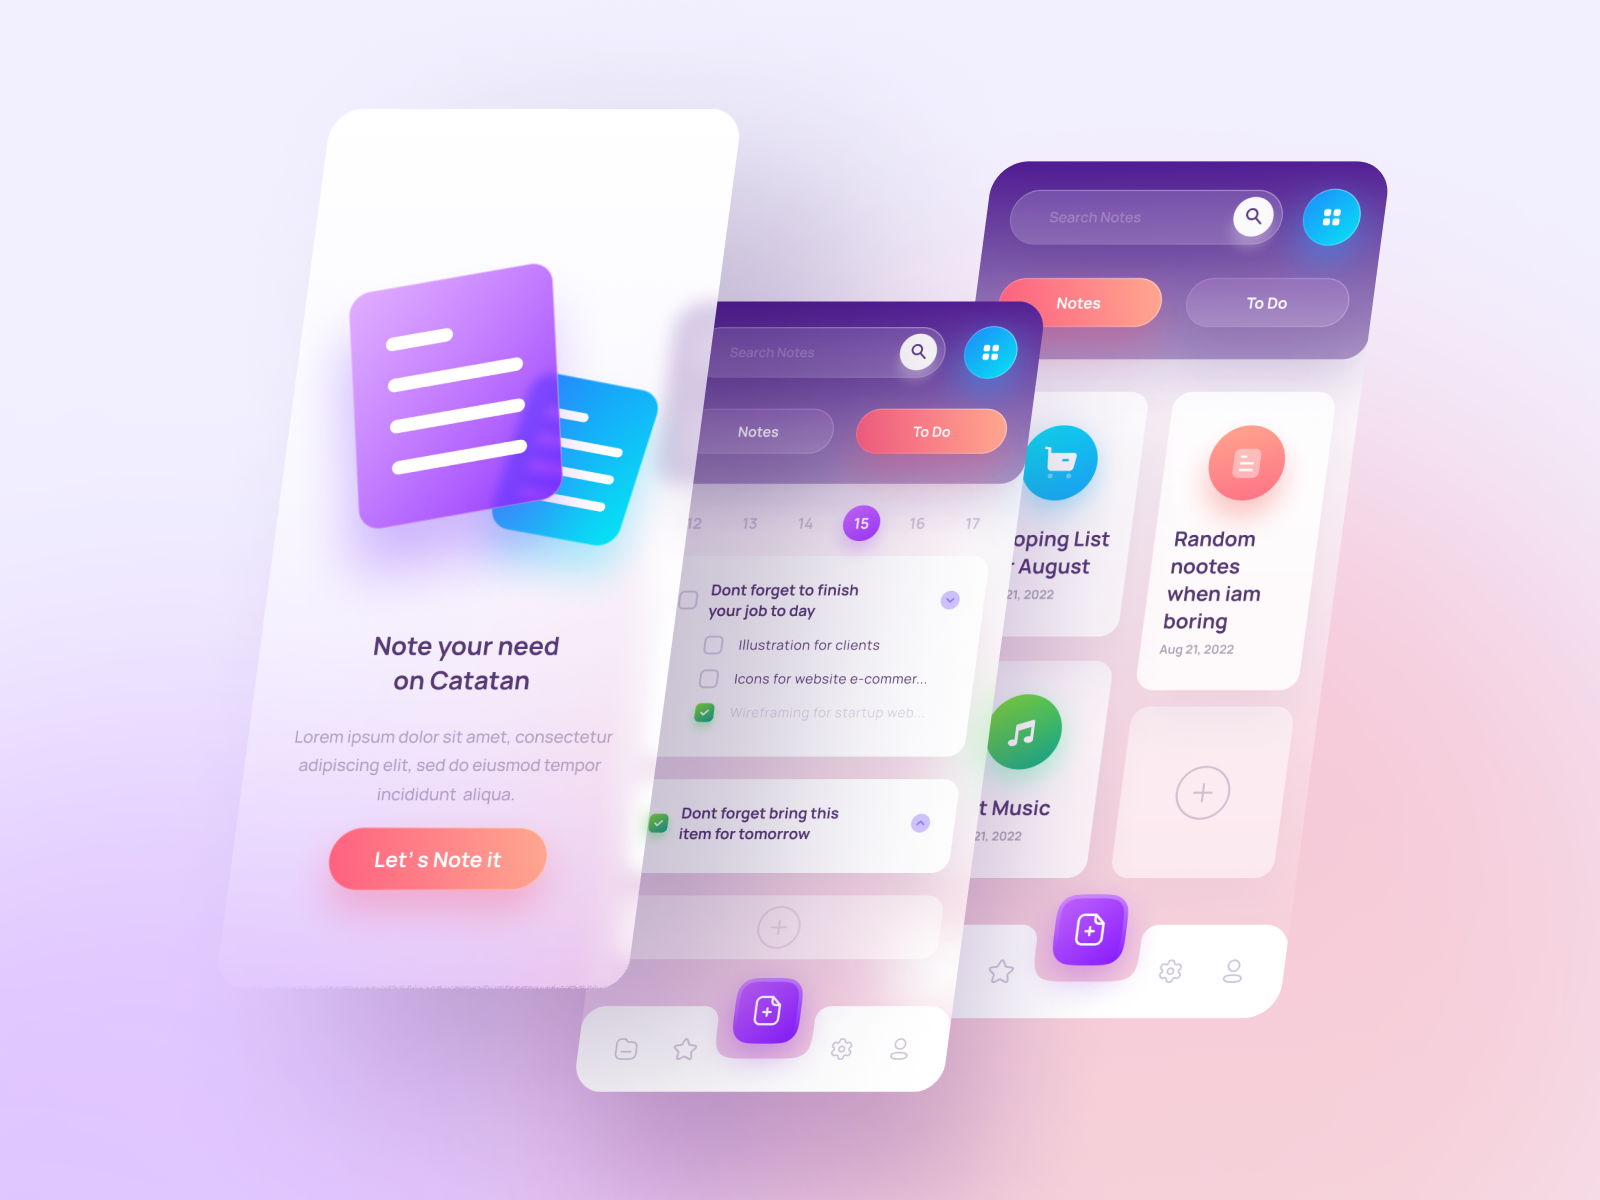 Note your need
on Catatan
Lorem ipsum dolor sit amet, consectetur
adipiscing elit, sed do eiusmod tempor
incididunt aliqua.
Let's Note it
Search Notes
Notes
To Do
12 13 14 15 16 17
Dont forget to finish
your job to day
Illustration for clients
Icons for website e-commer...
Wireframing for startup web...
Dont forget bring this
item for tomorrow
Search Notes
Notes
To Do
oping List
August
21, 2022
Random
nootes
when iam
boring
Aug 21, 2022
t Music
21, 2022